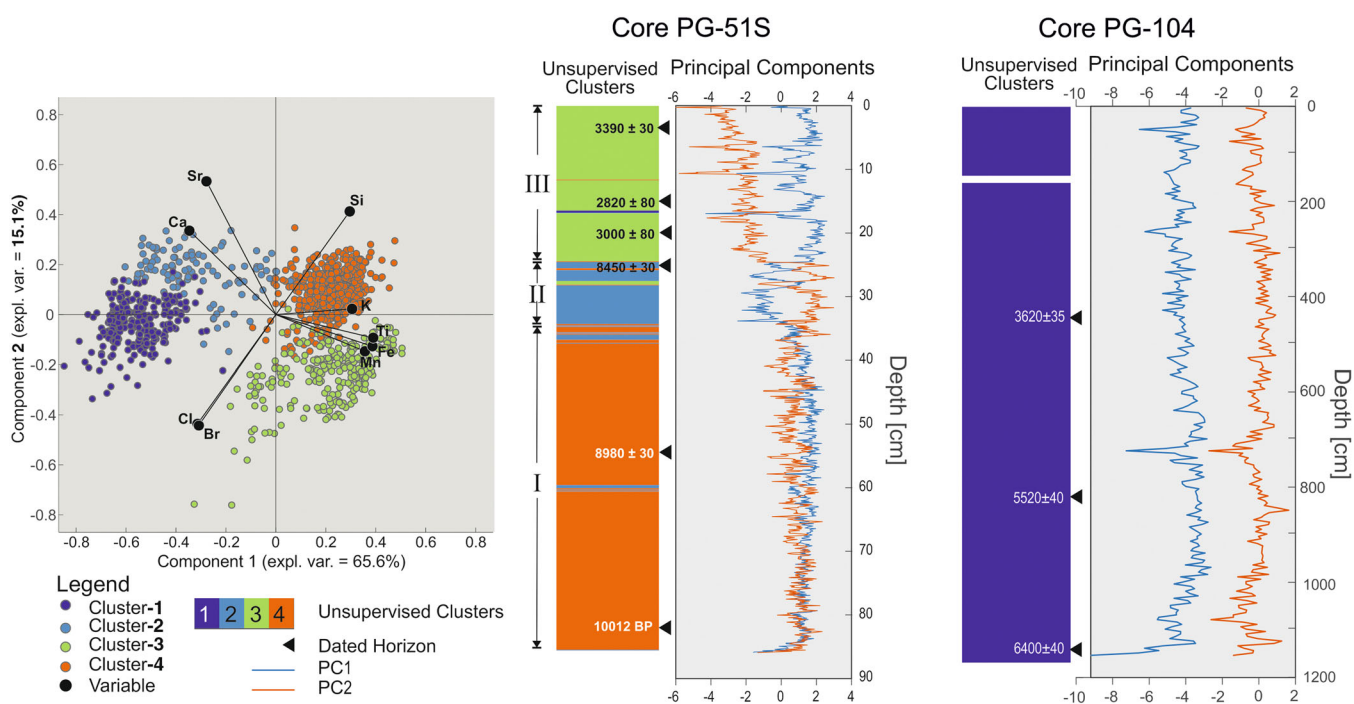 Core PG-51S
Core PG-104
Unsupervised
Clusters
Principal Components
Unsupervised
Clusters
Principal Components
-6 -4 -2 0 2 4
-10 -8 -6 -4 -2 0 2
Component 2 (expl. var. = 15.1%)
0.8
0.6
0.4
0.2
0
-0.2
-0.4
-0.6
-0.8
Sr
Ca
Si
K
Ti
Fe
Mn
Cl
Br
-0.8 -0.6 -0.4 -0.2 0 0.2 0.4 0.6 0.8
Component 1 (expl. var. = 65.6%)
III
II
I
3390 ± 30
2820 ± 80
3000 ± 80
8450 ± 30
8980 ± 30
10012 BP
0
10
20
30
40
50
60
70
80
90
Depth [cm]
-6 -4 -2 0 2 4
3620±35
5520±40
6400±40
0
200
400
600
800
1000
1200
Depth [cm]
-10 -8 -6 -4 -2 0 2
Legend
Cluster-1
Cluster-2
Cluster-3
Cluster-4
Variable
1 2 3 4 Unsupervised Clusters
Dated Horizon
PC1
PC2